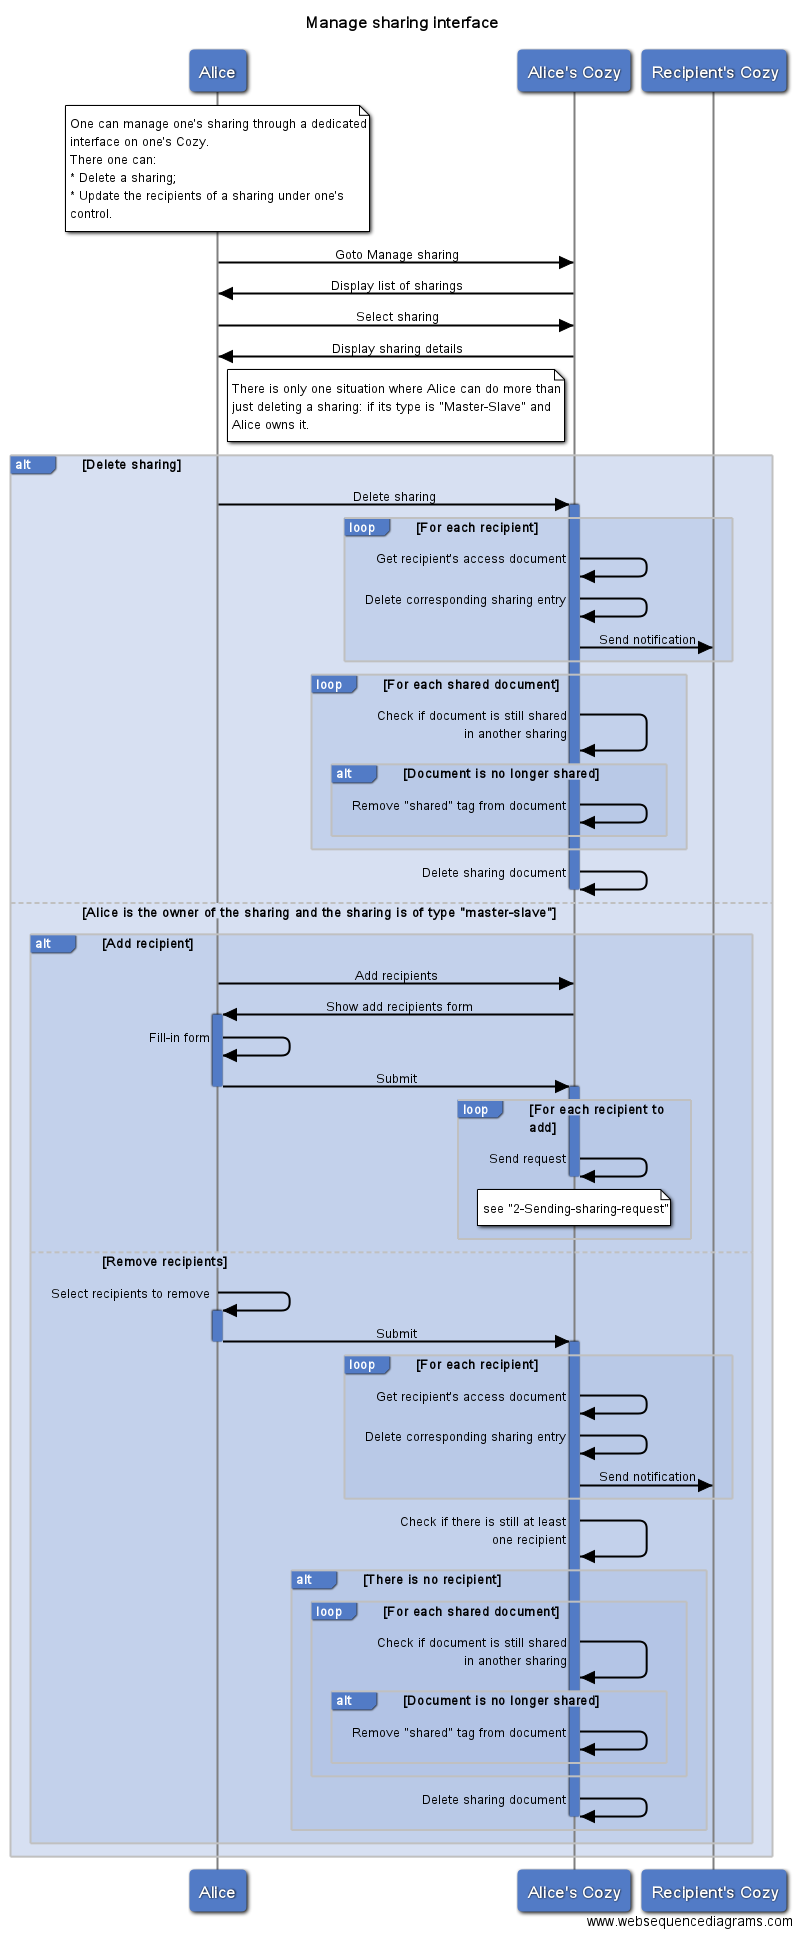 Manage sharing interface
Alice
Alice's Cozy
Recipient's Cozy
One can manage one's sharing through a dedicated
interface on one's Cozy.
There one can:
* Delete a sharing;
* Update the recipients of a sharing under one's
control.
Goto Manage sharing
Display list of sharings
Select sharing
Display sharing details
There is only one situation where Alice can do more than
just deleting a sharing: if its type is "Master-Slave" and
Alice owns it.
alt
[Delete sharing]
Delete sharing
loop
[For each recipient]
Get recipient's access document
Delete corresponding sharing entry
Send notification
loop
[For each shared document]
Check if document is still shared
in another sharing
alt
[Document is no longer shared]
Remove "shared" tag from document
Delete sharing document
[Alice is the owner of the sharing and the sharing is of type "master-slave"]
alt
[Add recipient]
Add recipients
Show add recipients form
Fill-in form
Submit
loop
[For each recipient to
add]
Send request
see "2-Sending-sharing-request"
[Remove recipients]
Select recipients to remove
Submit
loop
[For each recipient]
Get recipient's access document
Delete corresponding sharing entry
Send notification
Check if there is still at least
one recipient
alt
[There is no recipient]
loop
[For each shared document]
Check if document is still shared
in another sharing
alt
[Document is no longer shared]
Remove "shared" tag from document
Delete sharing document
Alice
Alice's Cozy
Recipient's Cozy
www.websequencediagrams.com